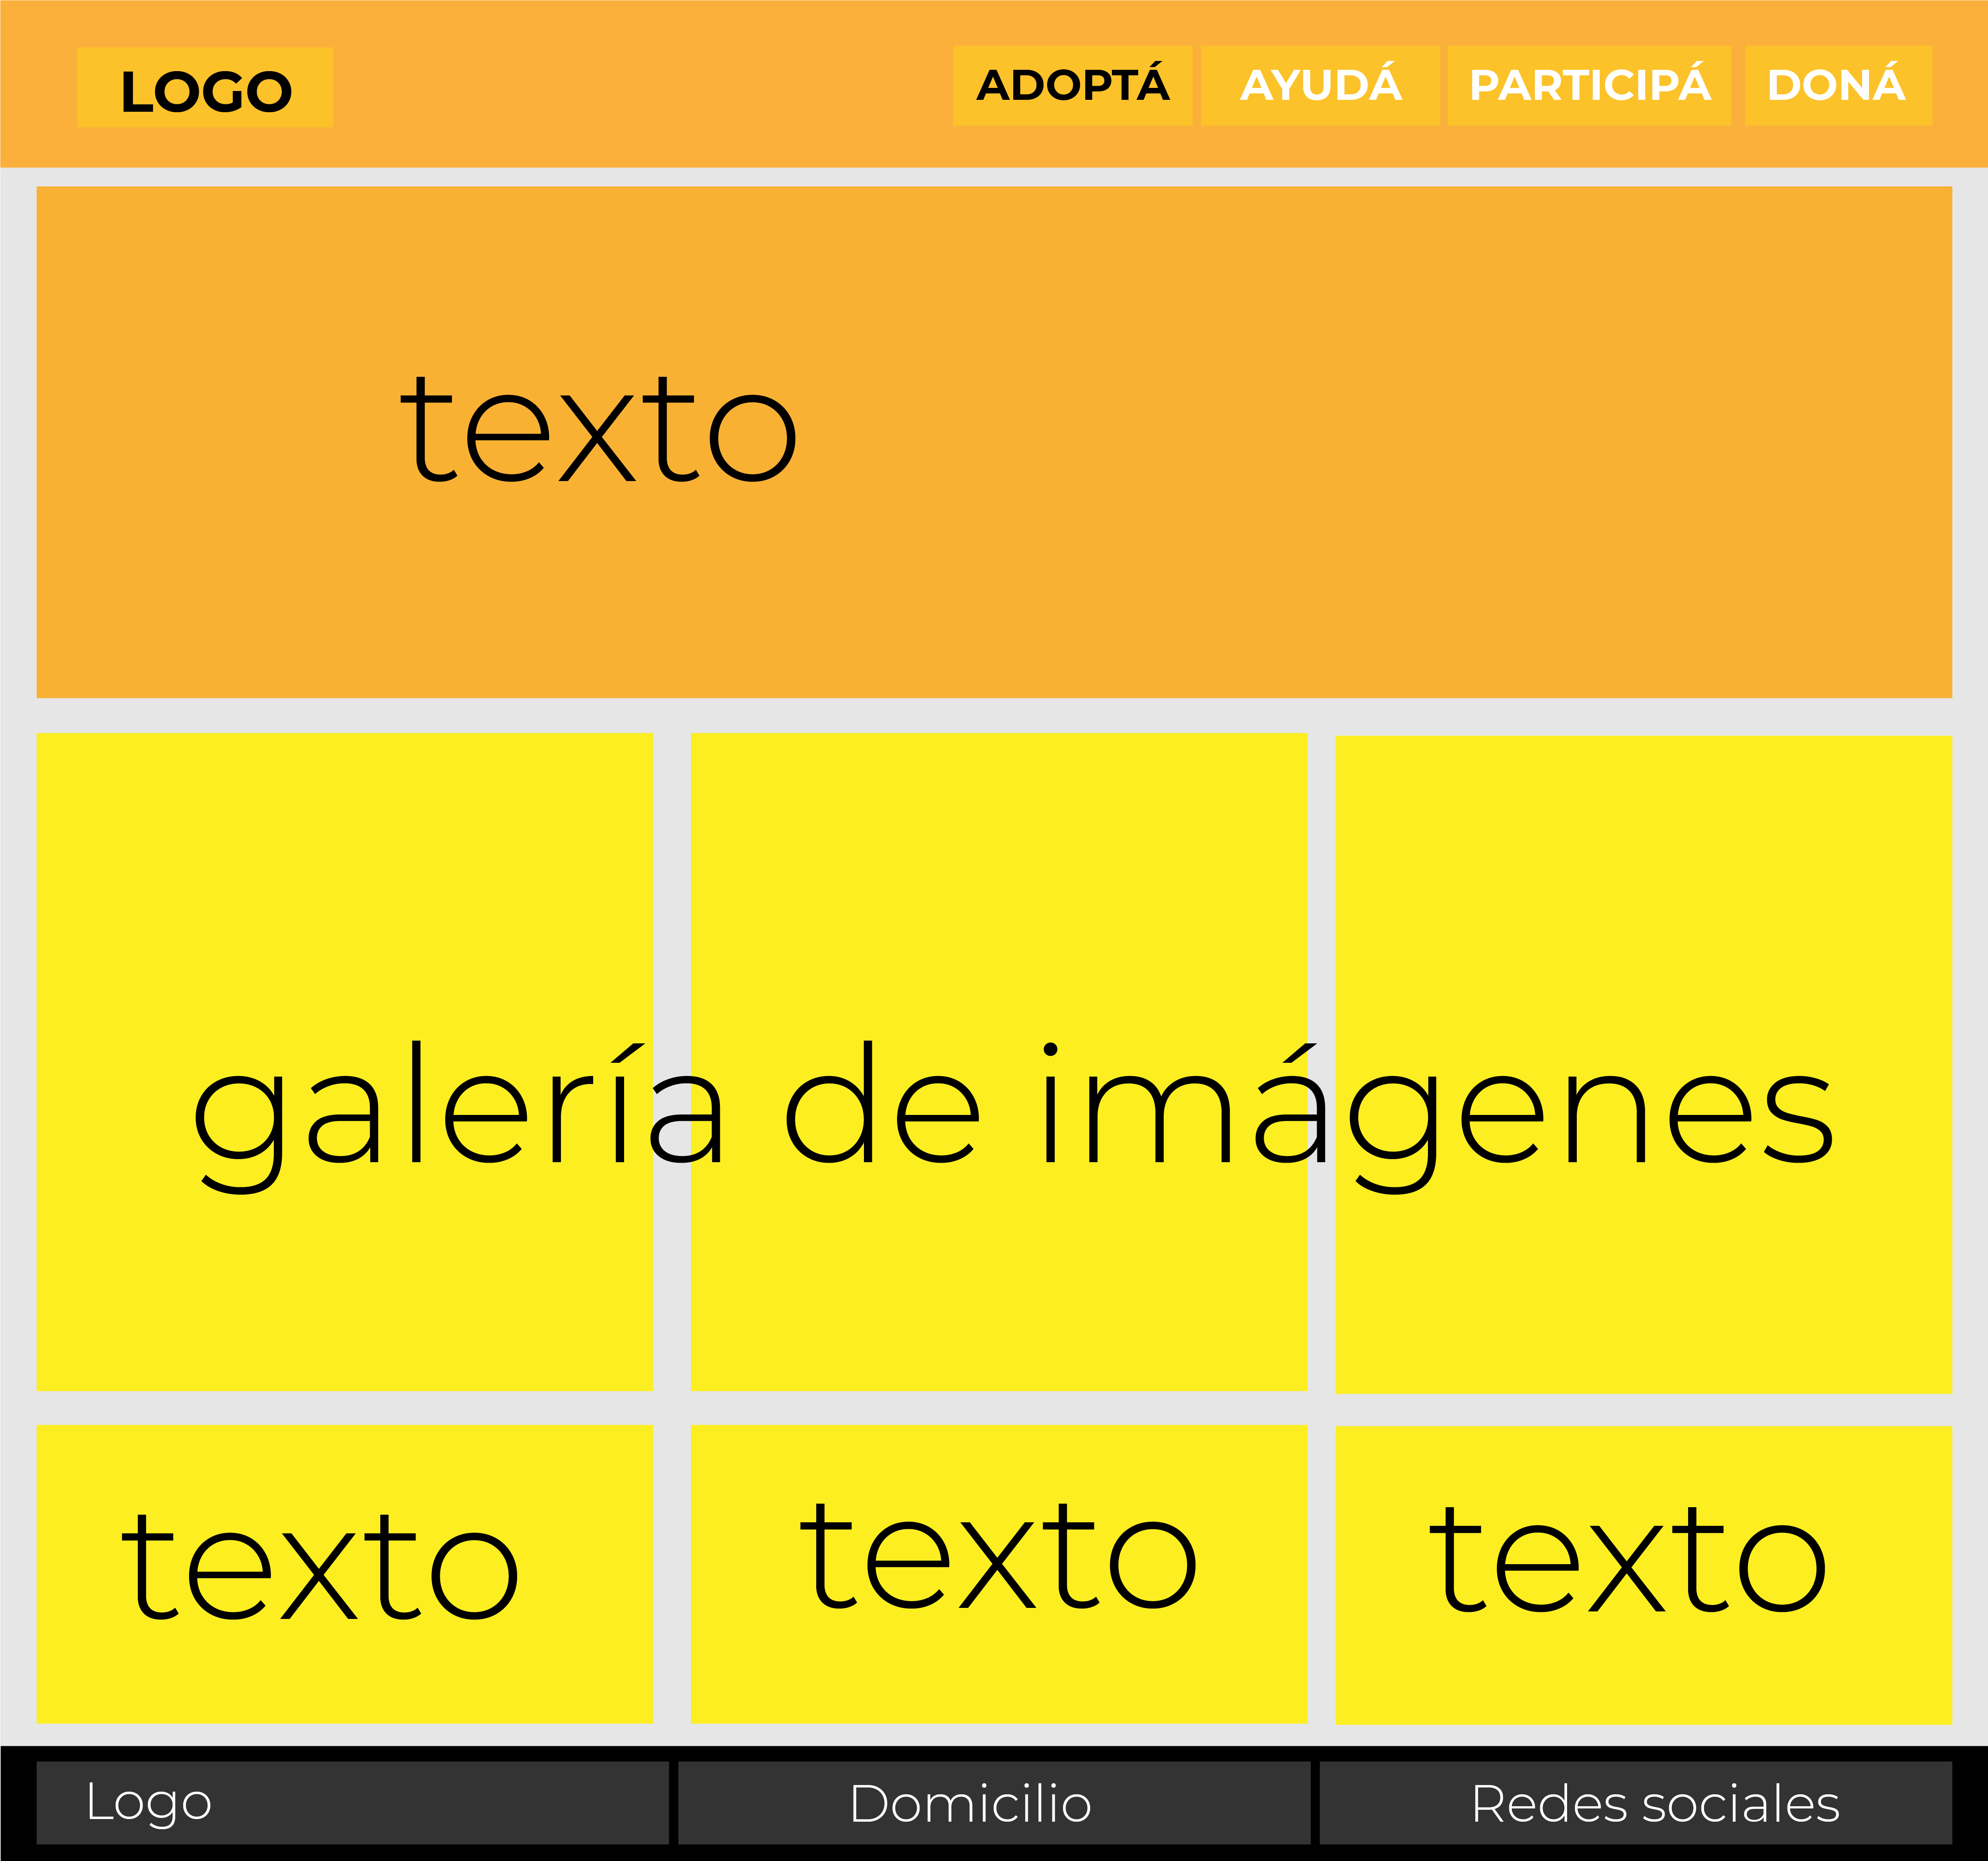 LOGO
ADOPTÁ
AYUDÁ
PARTICIPÁ
DONÁ
texto
galería de imágenes
texto
texto
texto
Logo
Domicilio
Redes sociales